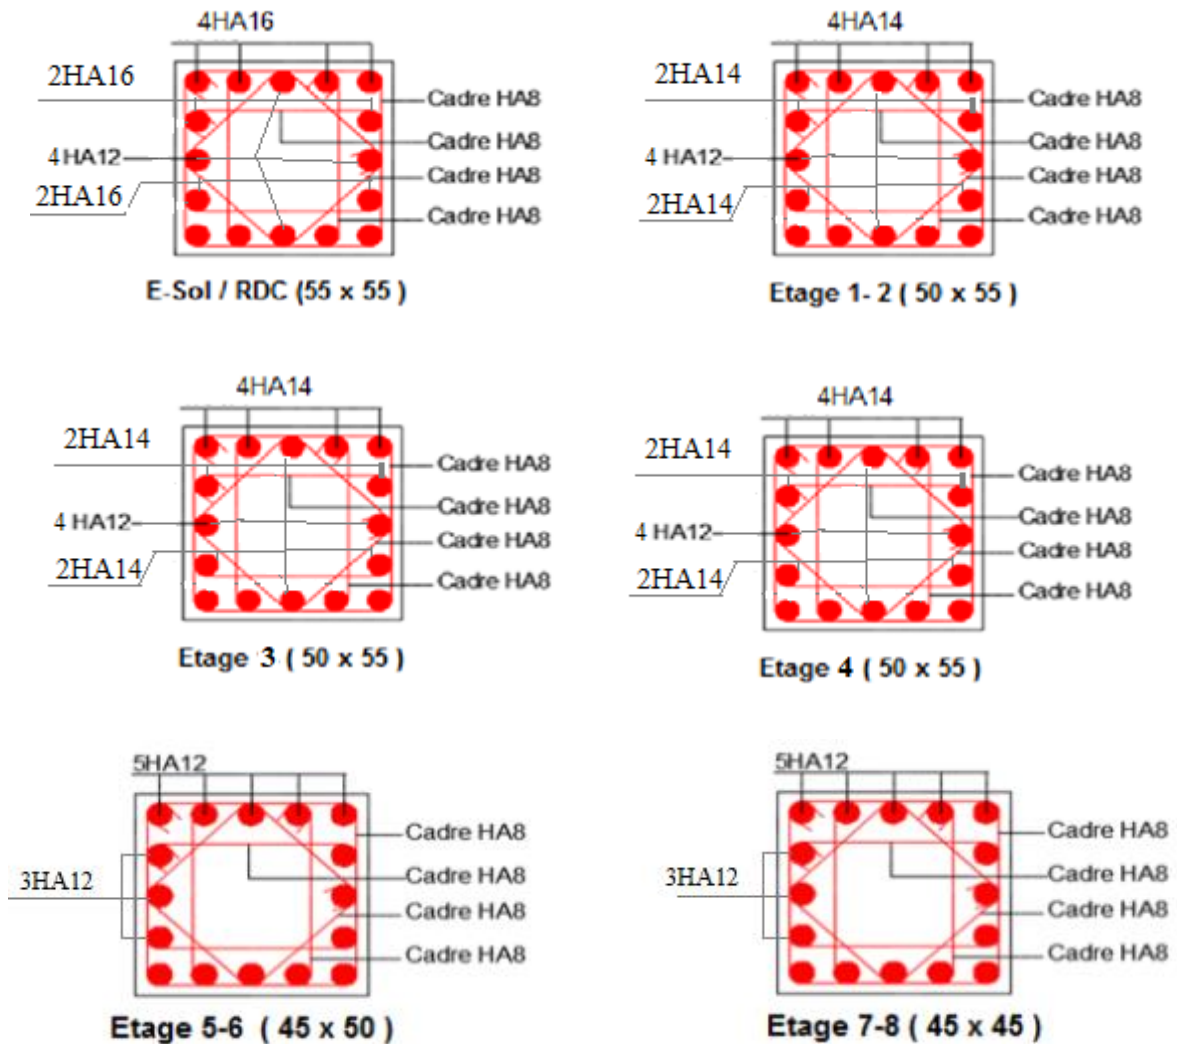 4HA16
2HA16
Cadre HA8
Cadre HA8
4 HA12
Cadre HA8
2HA16
Cadre HA8
E-Sol / RDC (55 x 55 )
4HA14
2HA14
Cadre HA8
Cadre HA8
4 HA12
Cadre HA8
2HA14
Cadre HA8
Etage 1- 2 ( 50 x 55 )
4HA14
2HA14
Cadre HA8
Cadre HA8
4 HA12
Cadre HA8
2HA14
Cadre HA8
Etage 3 ( 50 x 55 )
4HA14
2HA14
Cadre HA8
Cadre HA8
4 HA12
Cadre HA8
2HA14
Cadre HA8
Etage 4 ( 50 x 55 )
5HA12
Cadre HA8
Cadre HA8
3HA12
Cadre HA8
Cadre HA8
Etage 5-6 ( 45 x 50 )
5HA12
Cadre HA8
Cadre HA8
3HA12
Cadre HA8
Cadre HA8
Etage 7-8 ( 45 x 45 )